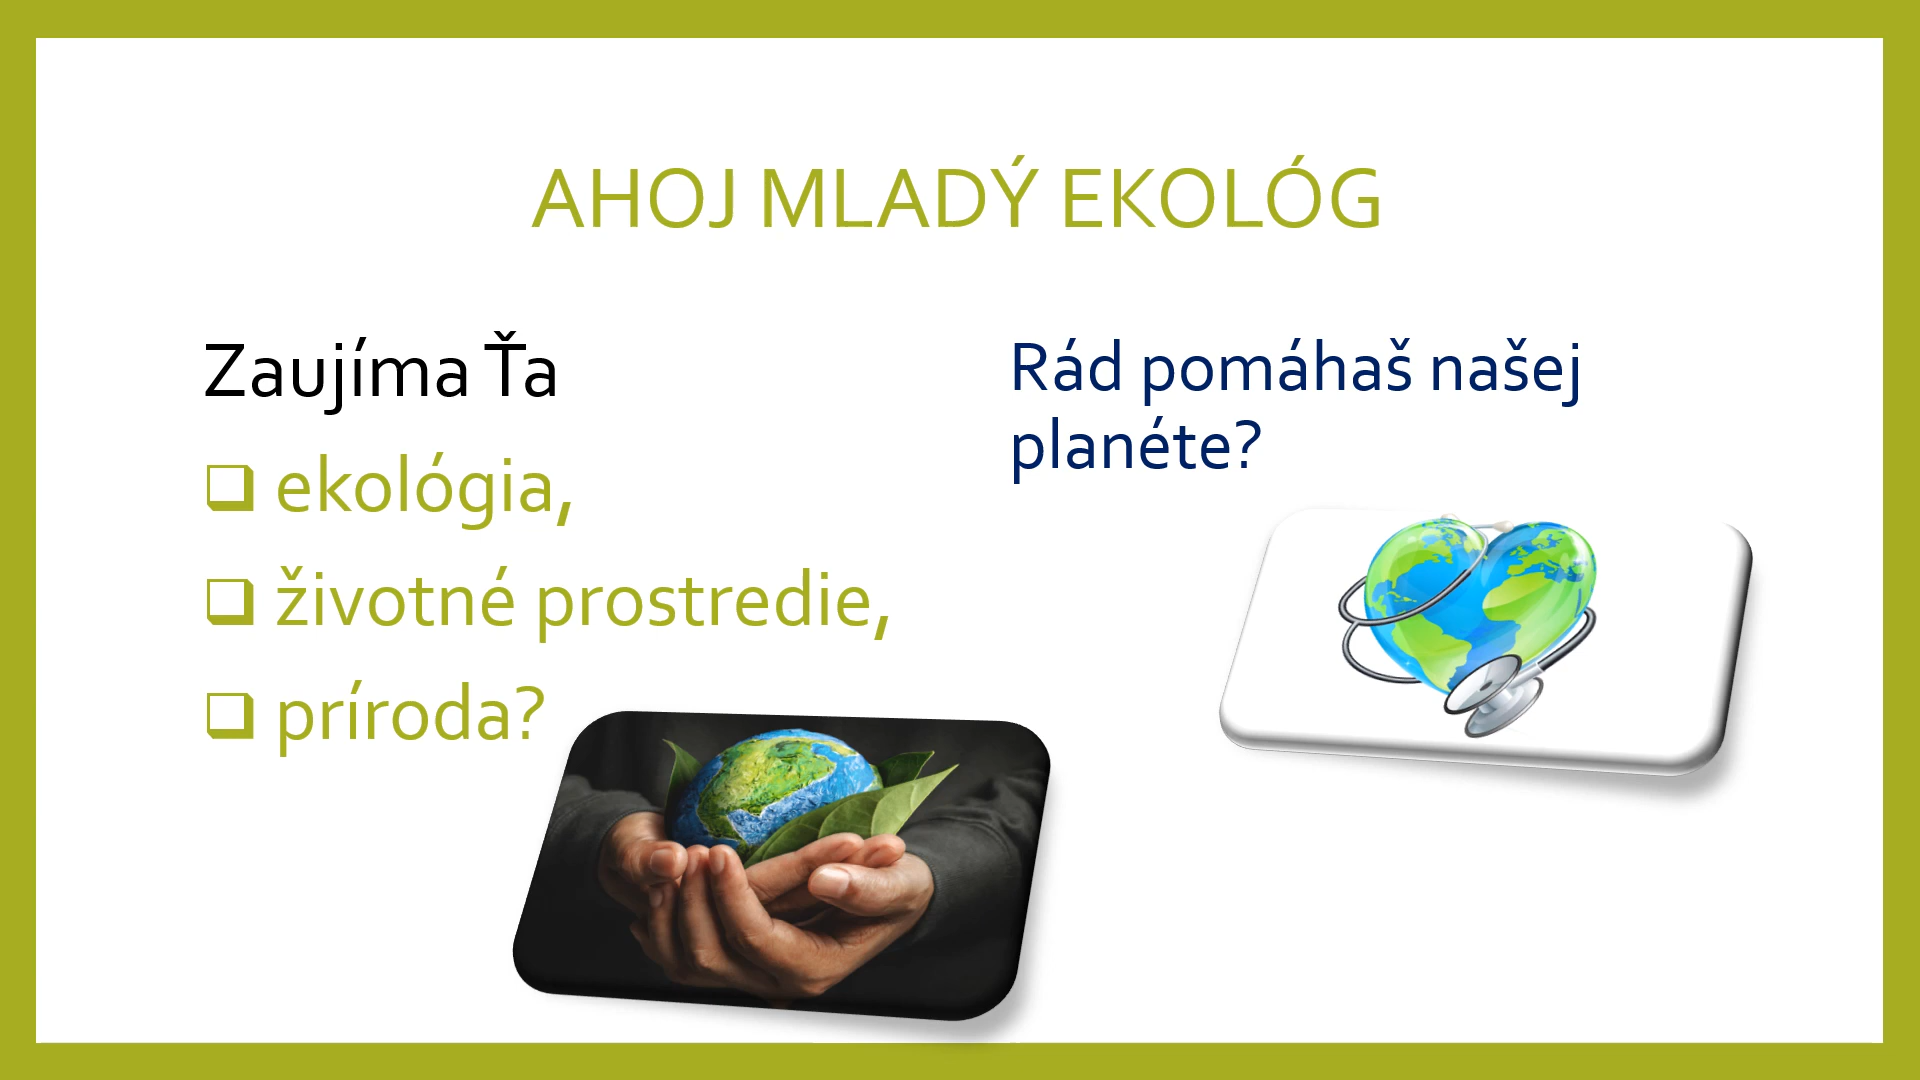 AHOJ MLADÝ EKOLÓG
Zaujíma Ťa
ekológia,
životné prostredie,
príroda?
Rád pomáhaš našej
planéte?